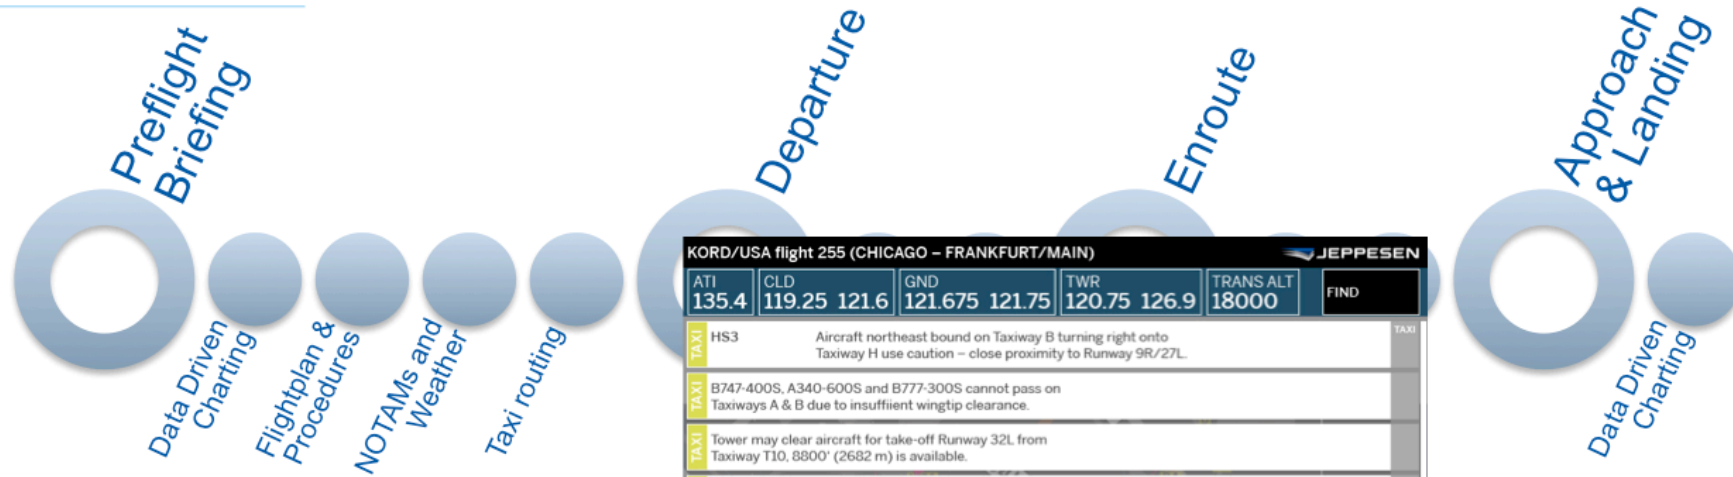 Preflight
Briefing
Data Driven
Charting
Flightplan &
Procedures
NOTAMs and
Weather
Taxi routing
Departure
Enroute
Approach
& Landing
Data Driven
Charting
KORD/USA flight 255 (CHICAGO – FRANKFURT/MAIN)
JEPPESEN
ATI
135.4
CLD
119.25 121.6
GND
121.675 121.75
TWR
120.75 126.9
TRANS ALT
18000
FIND
TAXI
TAXI
HS3 Aircraft northeast bound on Taxiway B turning right onto
Taxiway H use caution – close proximity to Runway 9R/27L.
TAXI
B747-400S, A340-600S and B777-300S cannot pass on
Taxiways A & B due to insuffiient wingtip clearance.
TAXI
Tower may clear aircraft for take-off Runway 32L from
Taxiway T10, 8800' (2682 m) is available.